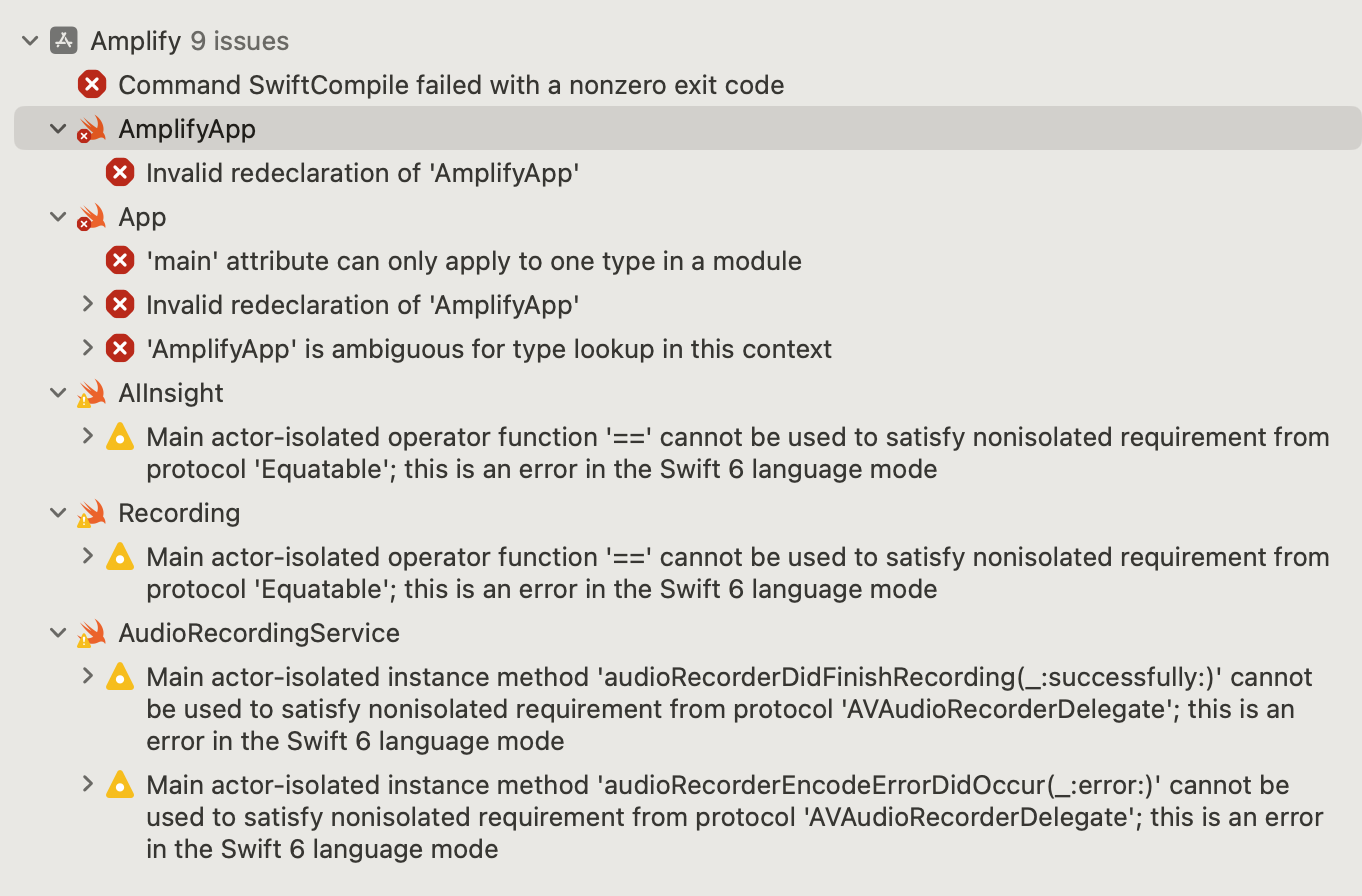 Amplify 9 issues
Command SwiftCompile failed with a nonzero exit code
AmplifyApp
Invalid redeclaration of 'AmplifyApp'
App
'main' attribute can only apply to one type in a module
Invalid redeclaration of 'AmplifyApp'
'AmplifyApp' is ambiguous for type lookup in this context
AIInsight
Main actor-isolated operator function '==' cannot be used to satisfy nonisolated requirement from
protocol 'Equatable'; this is an error in the Swift 6 language mode
Recording
Main actor-isolated operator function '==' cannot be used to satisfy nonisolated requirement from
protocol 'Equatable'; this is an error in the Swift 6 language mode
AudioRecordingService
Main actor-isolated instance method 'audioRecorderDidFinishRecording(_:successfully:)' cannot
be used to satisfy nonisolated requirement from protocol 'AVAudioRecorderDelegate'; this is an
error in the Swift 6 language mode
Main actor-isolated instance method 'audioRecorderEncodeErrorDidOccur(_:error:)' cannot be
used to satisfy nonisolated requirement from protocol 'AVAudioRecorderDelegate'; this is an error
in the Swift 6 language mode